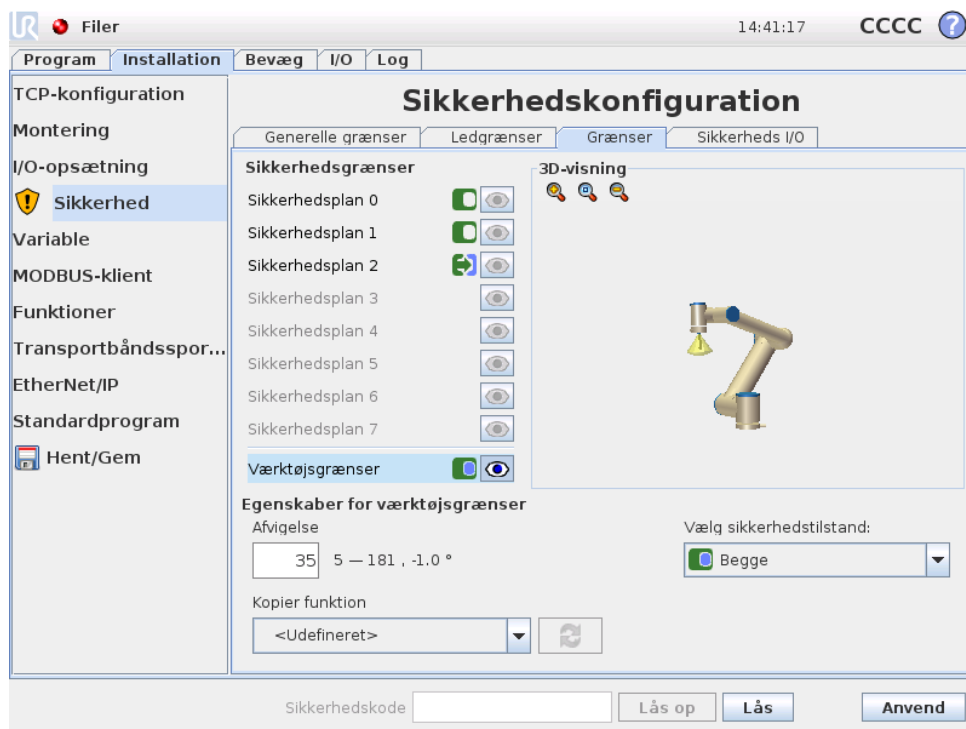 UR Filer 14:41:17 CCCC ?
Program Installation Bevæg I/O Log
TCP-konfiguration
Montering
I/O-opsætning
Sikkerhed
Variable
MODBUS-klient
Funktioner
Transportbåndsspor...
EtherNet/IP
Standardprogram
Hent/Gem
Sikkerhedskonfiguration
Generelle grænser Ledgrænser Grænser Sikkerheds I/O
Sikkerhedsgrænser
Sikkerhedsplan 0
Sikkerhedsplan 1
Sikkerhedsplan 2
Sikkerhedsplan 3
Sikkerhedsplan 4
Sikkerhedsplan 5
Sikkerhedsplan 6
Sikkerhedsplan 7
Værktøjsgrænser
3D-visning
Egenskaber for værktøjsgrænser
Afvigelse
35 5 — 181 , -1.0 °
Vælg sikkerhedstilstand:
Begge
Kopier funktion
<Udefineret>
Sikkerhedskode Lås op Lås Anvend